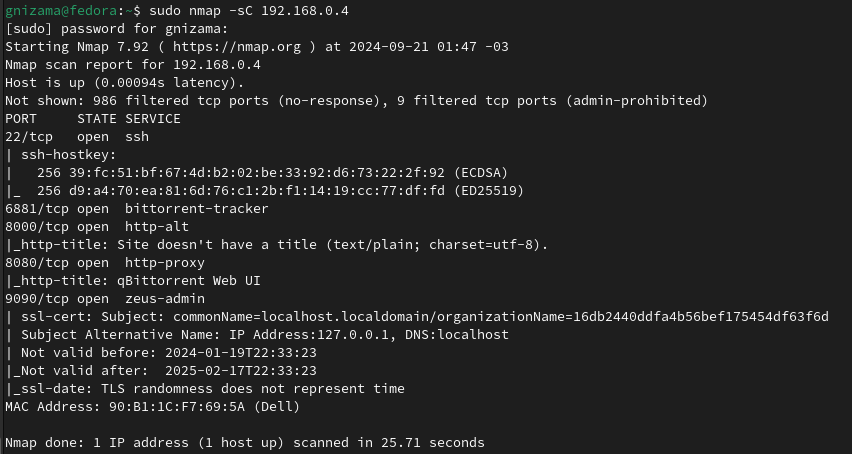 gnizama@fedora:~$ sudo nmap -sC 192.168.0.4
[sudo] password for gnizama:
Starting Nmap 7.92 ( https://nmap.org ) at 2024-09-21 01:47 -03
Nmap scan report for 192.168.0.4
Host is up (0.00094s latency).
Not shown: 986 filtered tcp ports (no-response), 9 filtered tcp ports (admin-prohibited)
PORT     STATE SERVICE
22/tcp   open  ssh
| ssh-hostkey:
|   256 39:fc:51:bf:67:4d:b2:02:be:33:92:d6:73:22:2f:92 (ECDSA)
|_  256 d9:a4:70:ea:81:6d:76:c1:2b:f1:14:19:cc:77:df:fd (ED25519)
6881/tcp open  bittorrent-tracker
8000/tcp open  http-alt
|_http-title: Site doesn't have a title (text/plain; charset=utf-8).
8080/tcp open  http-proxy
|_http-title: qBittorrent Web UI
9090/tcp open  zeus-admin
| ssl-cert: Subject: commonName=localhost.localdomain/organizationName=16db2440ddfa4b56bef175454df63f6d
| Subject Alternative Name: IP Address:127.0.0.1, DNS:localhost
| Not valid before: 2024-01-19T22:33:23
|_Not valid after:  2025-02-17T22:33:23
|_ssl-date: TLS randomness does not represent time
MAC Address: 90:B1:1C:F7:69:5A (Dell)

Nmap done: 1 IP address (1 host up) scanned in 25.71 seconds